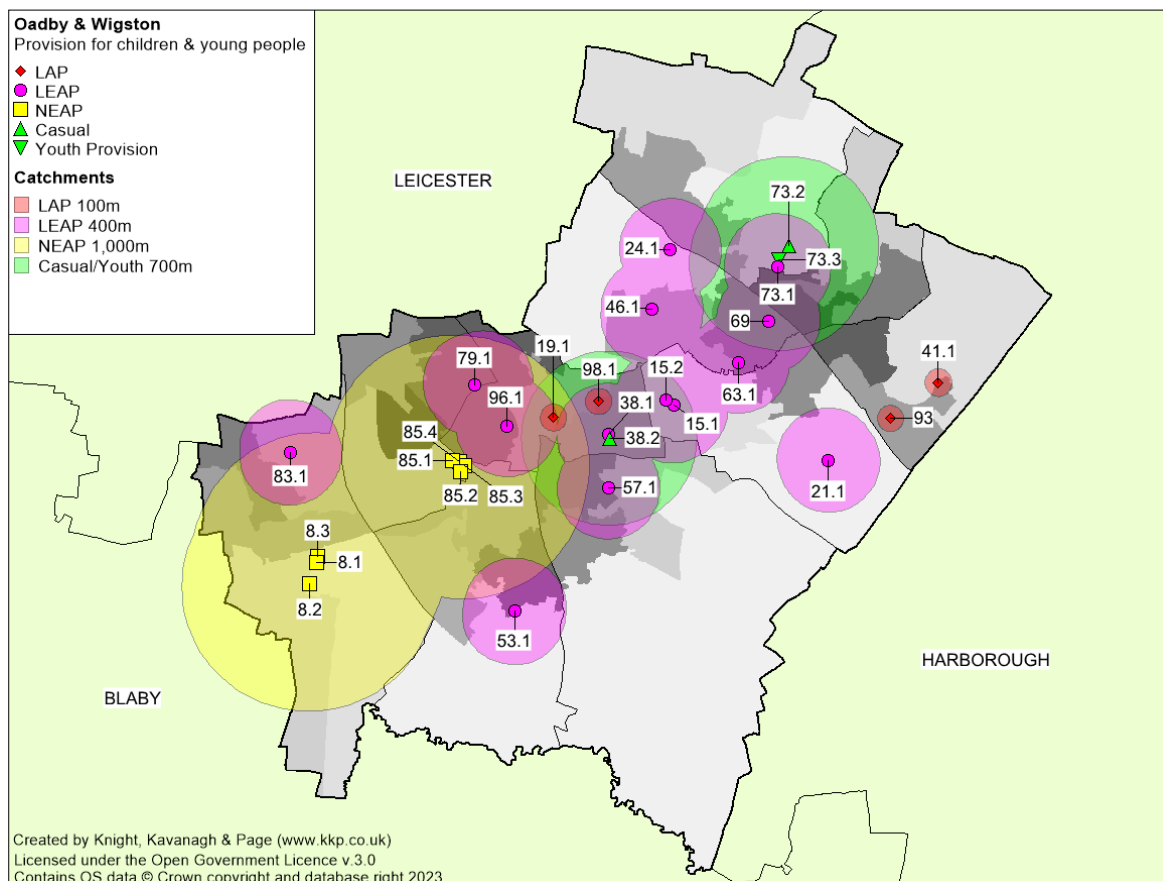 Oadby & Wigston
Provision for children & young people
LAP
LEAP
NEAP
Casual
Youth Provision
Catchments
LAP 100m
LEAP 400m
NEAP 1,000m
Casual/Youth 700m
LEICESTER
73.2
24.1
73.3
73.1
46.1
69
19.1
79.1
98.1
15.2
41.1
96.1
38.1
63.1
15.1
93
85.4
38.2
85.1
83.1
57.1
21.1
85.2
85.3
8.3
8.1
8.2
53.1
HARBOROUGH
BLABY
Created by Knight, Kavanagh & Page (www.kkp.co.uk)
Licensed under the Open Government Licence v.3.0
Contains OS data © Crown copyright and database right 2023